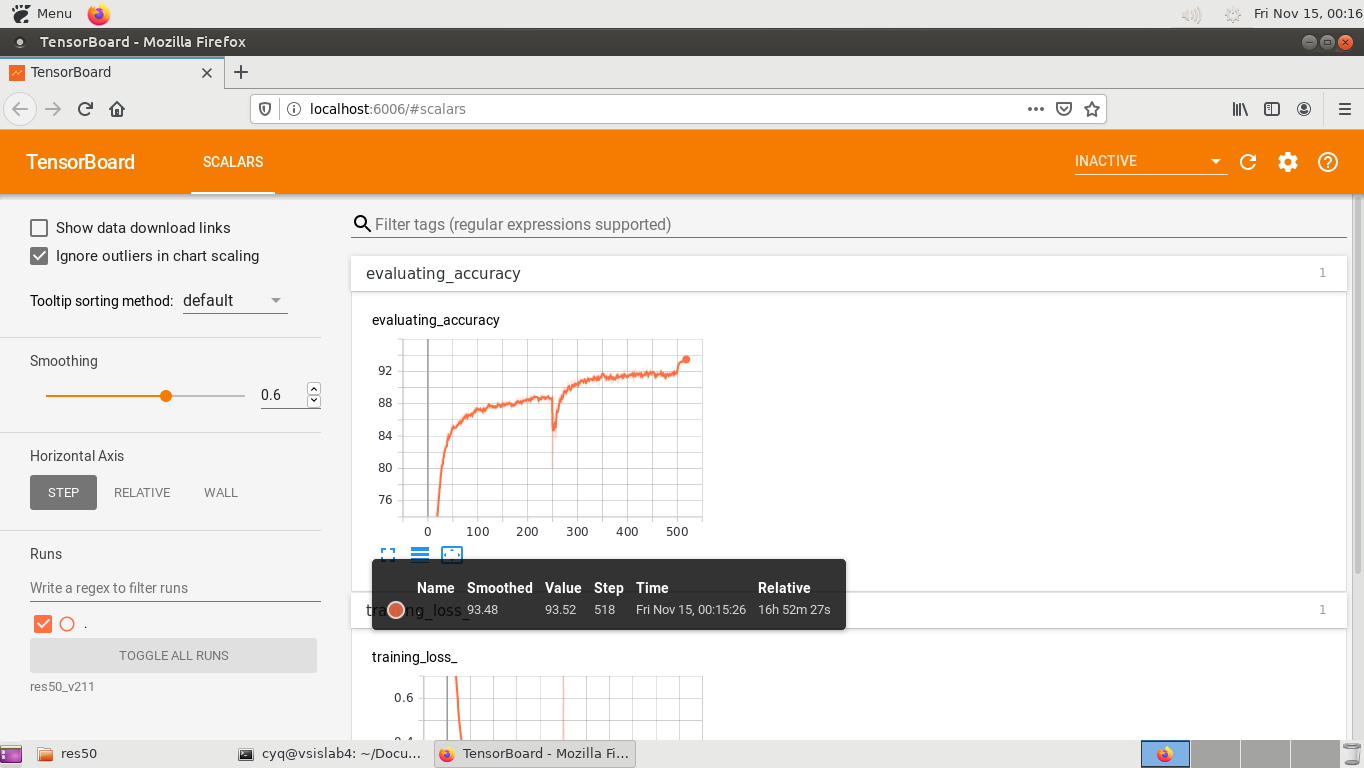 Menu
Fri Nov 15, 00:16
TensorBoard - Mozilla Firefox
TensorBoard
localhost:6006/#scalars
TensorBoard SCALARS INACTIVE
Show data download links
Ignore outliers in chart scaling
Tooltip sorting method: default
Smoothing
0.6
Horizontal Axis
STEP RELATIVE WALL
Runs
Write a regex to filter runs
.
TOGGLE ALL RUNS
res50_v211
Filter tags (regular expressions supported)
evaluating_accuracy 1
evaluating_accuracy
92
88
84
80
76
0 100 200 300 400 500
Name Smoothed Value Step Time Relative
. 93.48 93.52 518 Fri Nov 15, 00:15:26 16h 52m 27s
training_loss_ 1
training_loss_
0.6
0.4
res50
cyq@vsislab4: ~/Docu...
TensorBoard - Mozilla Fi...